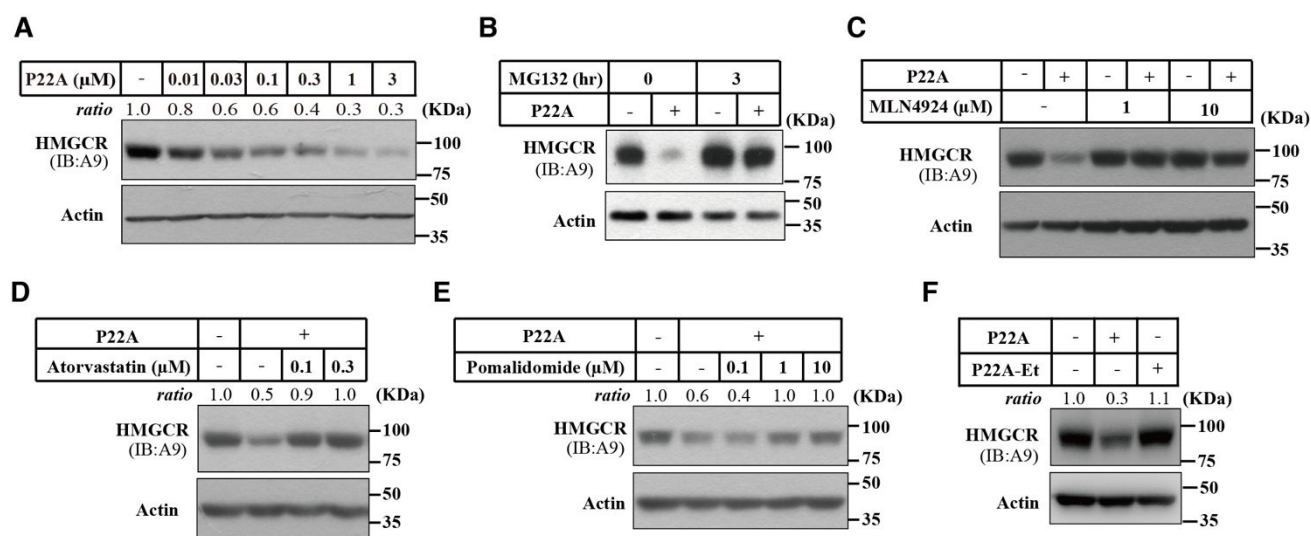 A
P22A (μM) - 0.01 0.03 0.1 0.3 1 3
ratio 1.0 0.8 0.6 0.6 0.4 0.3 0.3 (KDa)
HMGCR
(IB:A9)
100
75
Actin
50
35
B
MG132 (hr) 0 3
P22A - + - +
(KDa)
HMGCR
(IB:A9)
100
75
Actin
50
35
C
P22A - + - + - +
MLN4924 (μM) - 1 10
(KDa)
HMGCR
(IB:A9)
100
75
Actin
50
35
D
P22A - +
Atorvastatin (μM) - - 0.1 0.3
ratio 1.0 0.5 0.9 1.0 (KDa)
HMGCR
(IB:A9)
100
75
Actin
50
35
E
P22A - +
Pomalidomide (μM) - - 0.1 1 10
ratio 1.0 0.6 0.4 1.0 1.0 (KDa)
HMGCR
(IB:A9)
100
75
Actin
50
35
F
P22A - + -
P22A-Et - - +
ratio 1.0 0.3 1.1 (KDa)
HMGCR
(IB:A9)
100
75
Actin
50
35